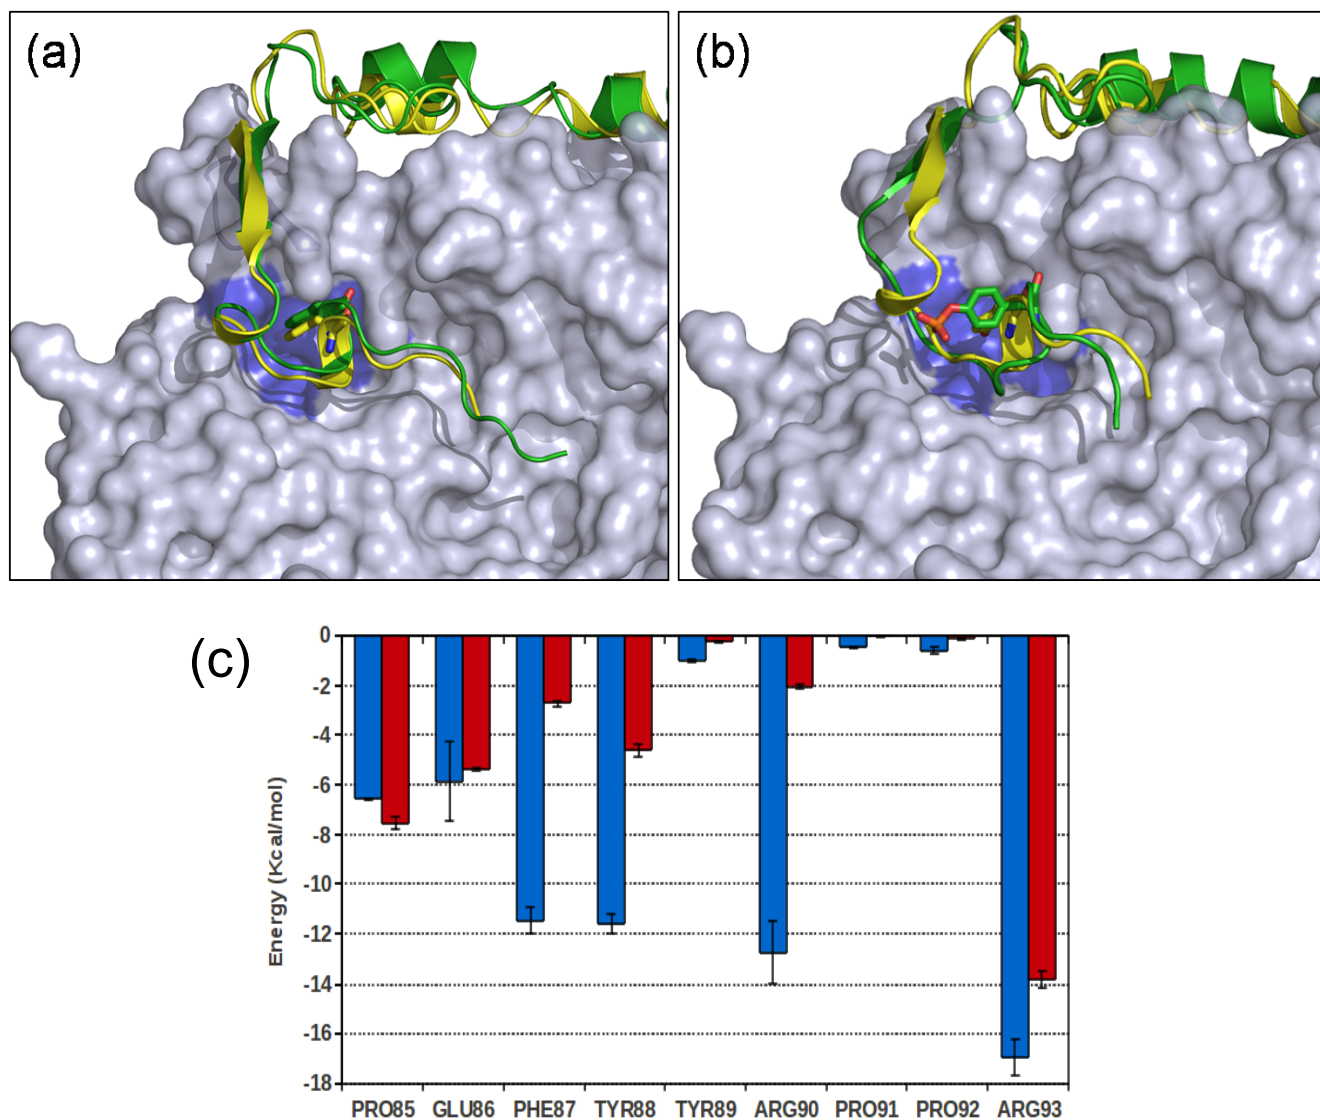 (a)
(b)
(c)
Energy (Kcal/mol)
0
-2
-4
-6
-8
-10
-12
-14
-16
-18
PRO85 GLU86 PHE87 TYR88 TYR89 ARG90 PRO91 PRO92 ARG93